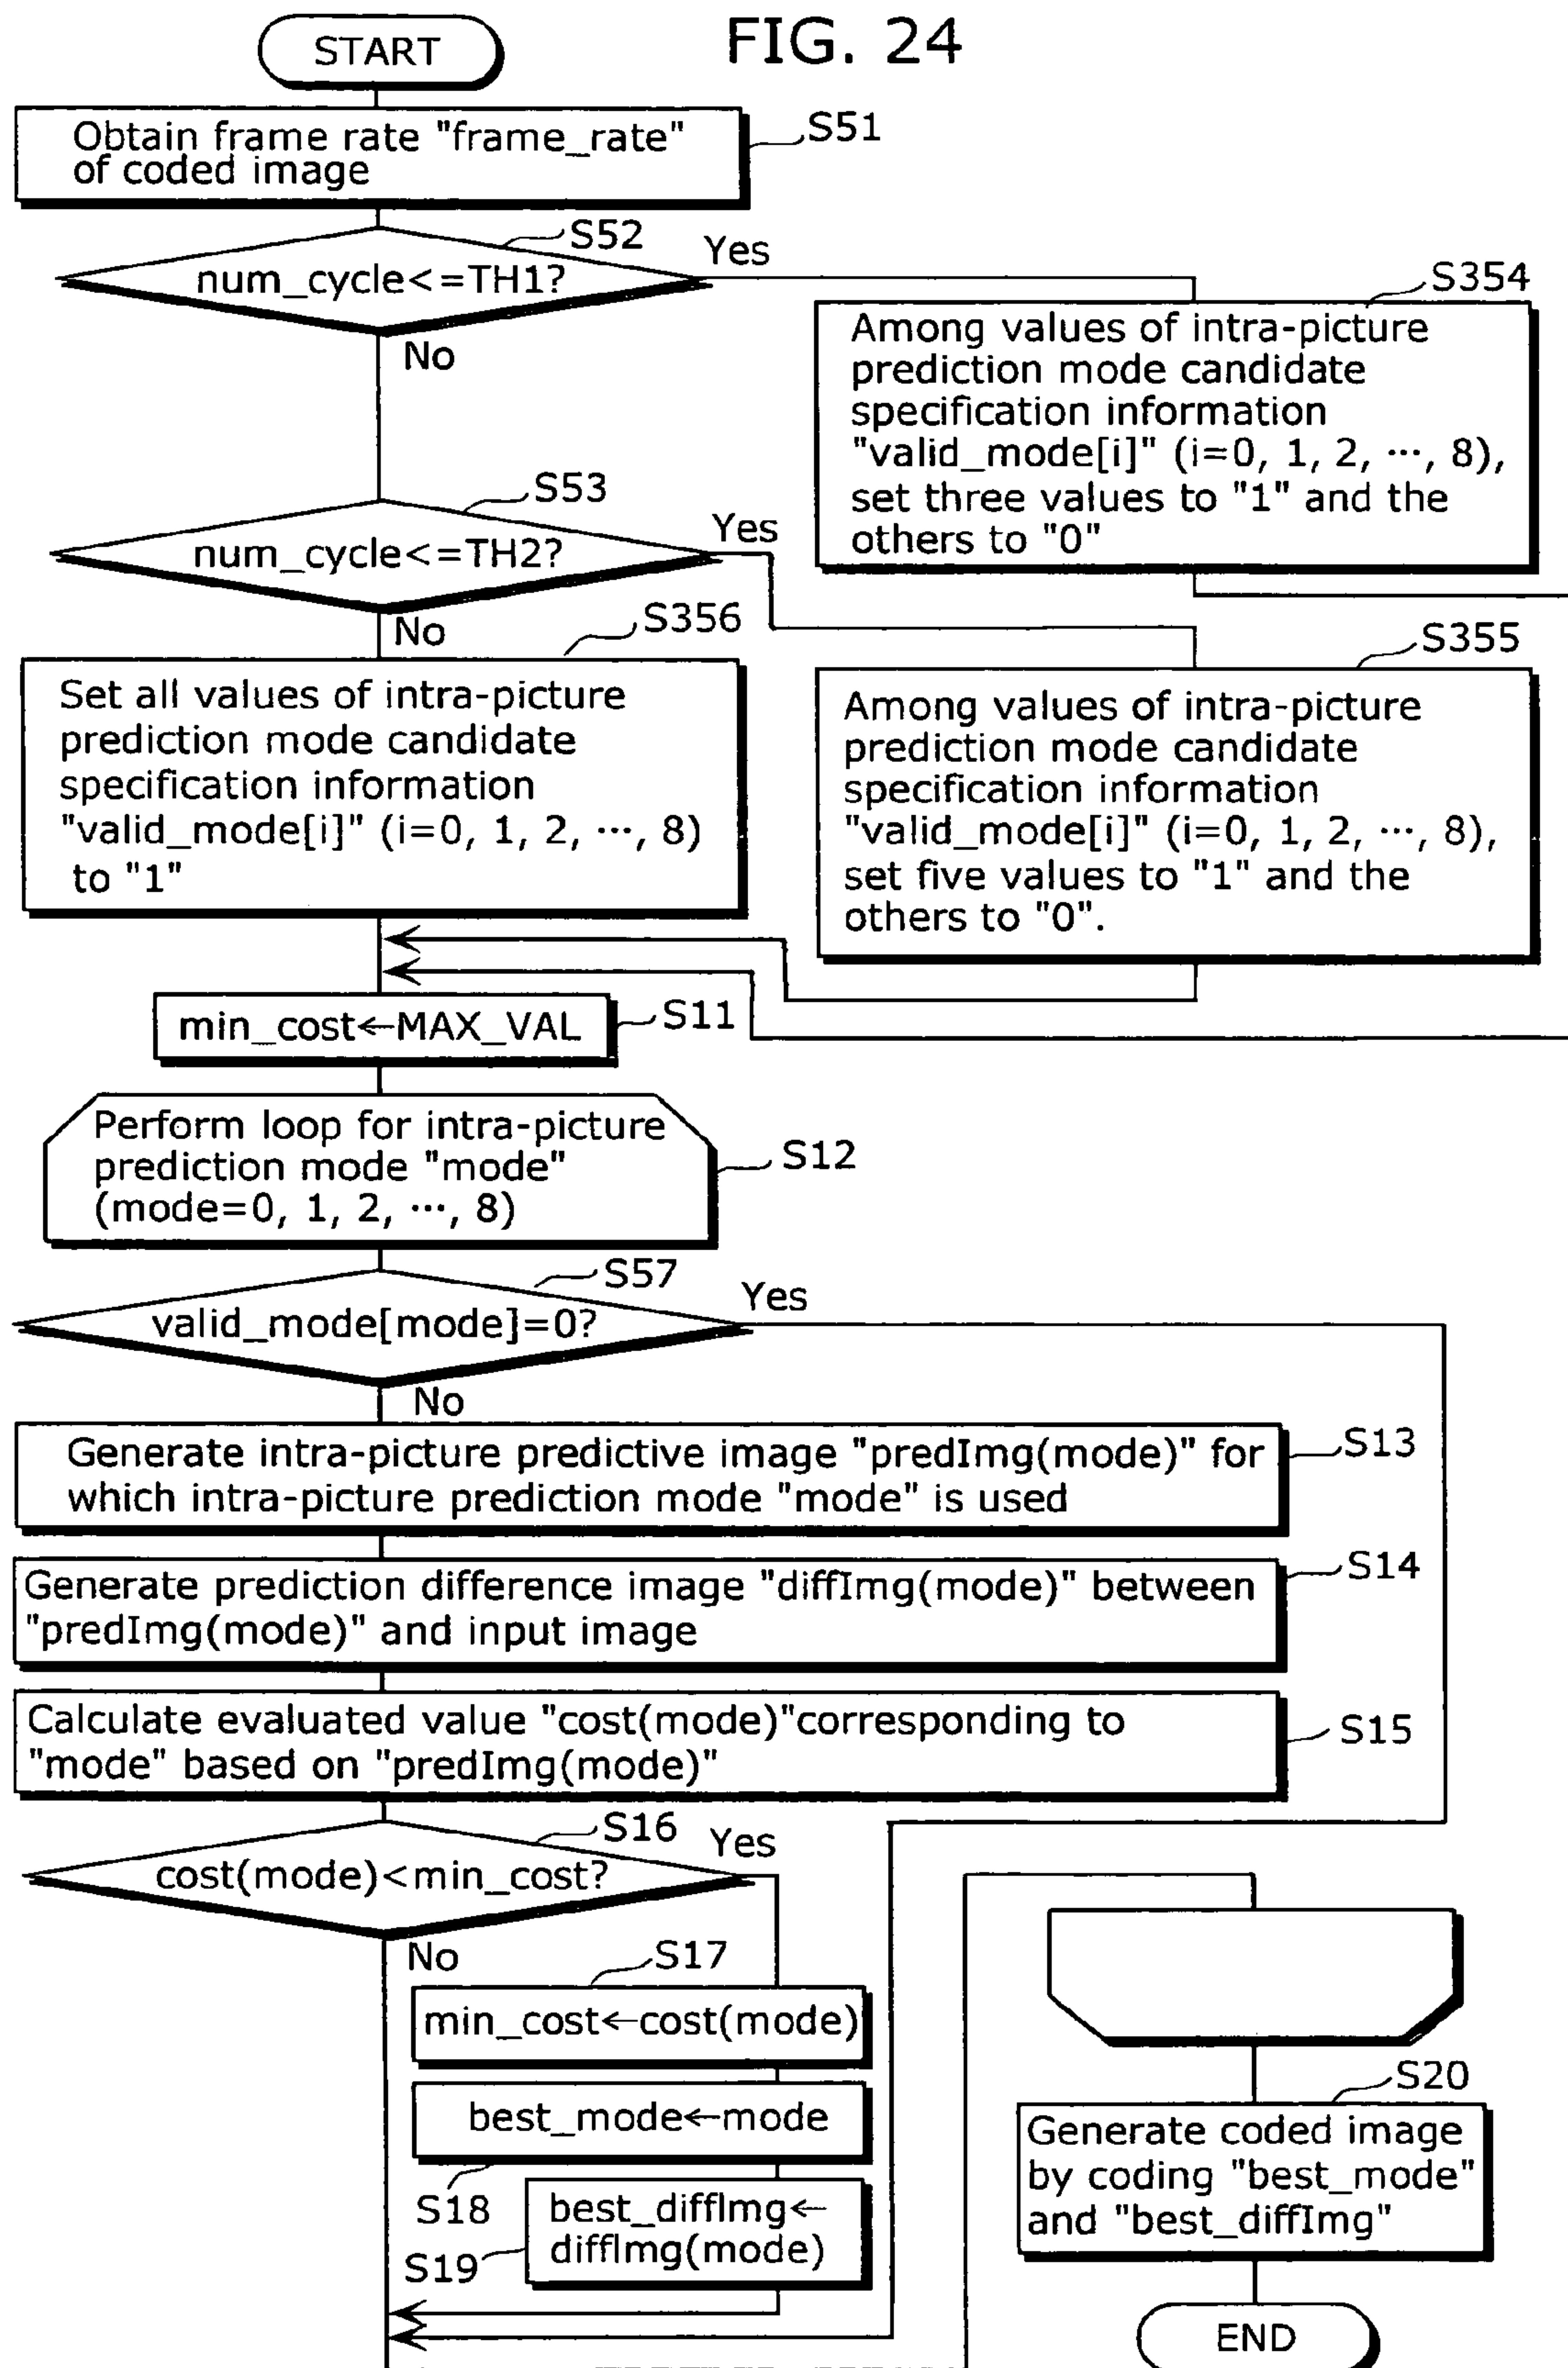 FIG. 24
START
Obtain frame rate "frame_rate"
of coded image
S51
S52
num_cycle<=TH1?
Yes
No
S354
Among values of intra-picture
prediction mode candidate
specification information
"valid_mode[i]" (i=0, 1, 2, ···, 8),
set three values to "1" and the
others to "0"
S53
num_cycle<=TH2?
Yes
No
S356
Set all values of intra-picture
prediction mode candidate
specification information
"valid_mode[i]" (i=0, 1, 2, ···, 8)
to "1"
S355
Among values of intra-picture
prediction mode candidate
specification information
"valid_mode[i]" (i=0, 1, 2, ···, 8),
set five values to "1" and the
others to "0".
min_cost←MAX_VAL
S11
Perform loop for intra-picture
prediction mode "mode"
(mode=0, 1, 2, ···, 8)
S12
S57
valid_mode[mode]=0?
Yes
No
Generate intra-picture predictive image "predImg(mode)" for
which intra-picture prediction mode "mode" is used
S13
Generate prediction difference image "diffImg(mode)" between
"predImg(mode)" and input image
S14
Calculate evaluated value "cost(mode)"corresponding to
"mode" based on "predImg(mode)"
S15
S16
cost(mode)<min_cost?
Yes
No
S17
min_cost←cost(mode)
best_mode←mode
S18
best_diffImg←
diffImg(mode)
S19
S20
Generate coded image
by coding "best_mode"
and "best_diffImg"
END